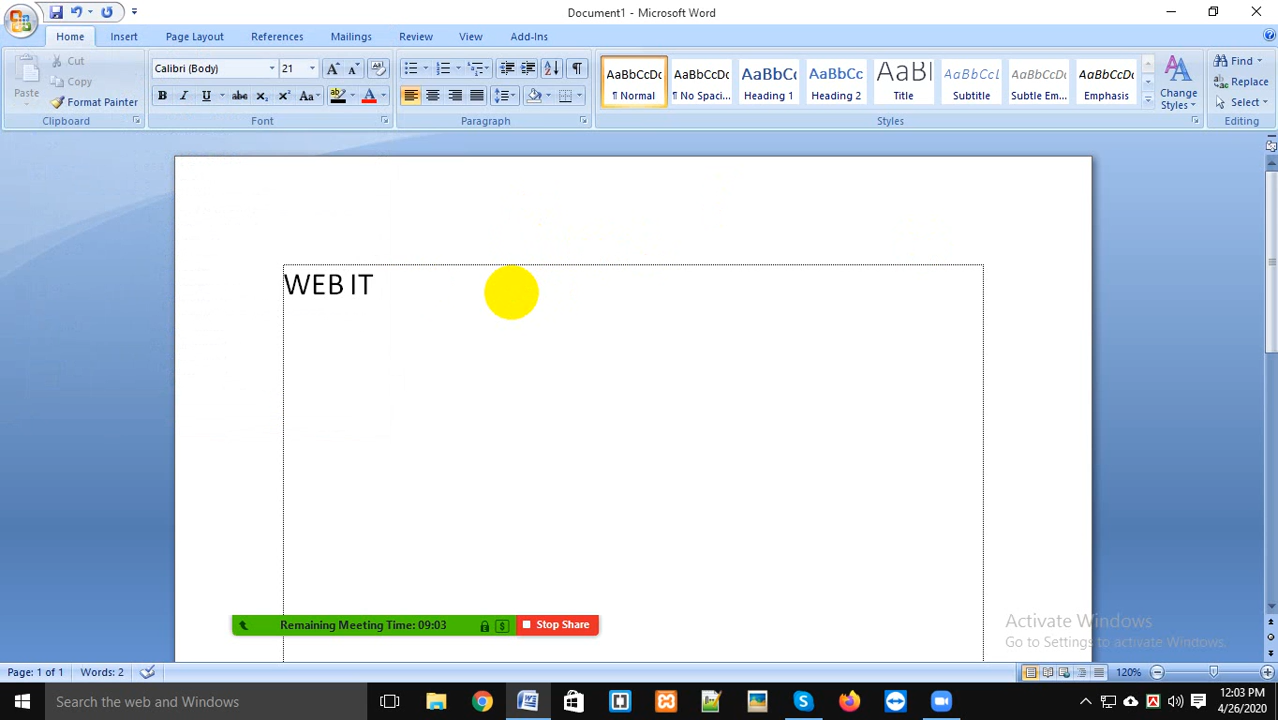 Document1 - Microsoft Word
Home Insert Page Layout References Mailings Review View Add-Ins
Paste
Cut
Copy
Format Painter
Clipboard
Calibri (Body) 21
B I U abc X₂ X² Aa A
Font
Paragraph
AaBbCcDc
¶ Normal
AaBbCcDc
¶ No Spaci...
AaBbCc
Heading 1
AaBbCc
Heading 2
AaBl
Title
AaBbCcL
Subtitle
AaBbCcDc
Subtle Em...
AaBbCcDc
Emphasis
Change
Styles
Styles
Find
Replace
Select
Editing
WEB IT
Remaining Meeting Time: 09:03 Stop Share
Activate Windows
Go to Settings to activate Windows.
Page: 1 of 1 Words: 2 120%
Search the web and Windows
12:03 PM
4/26/2020